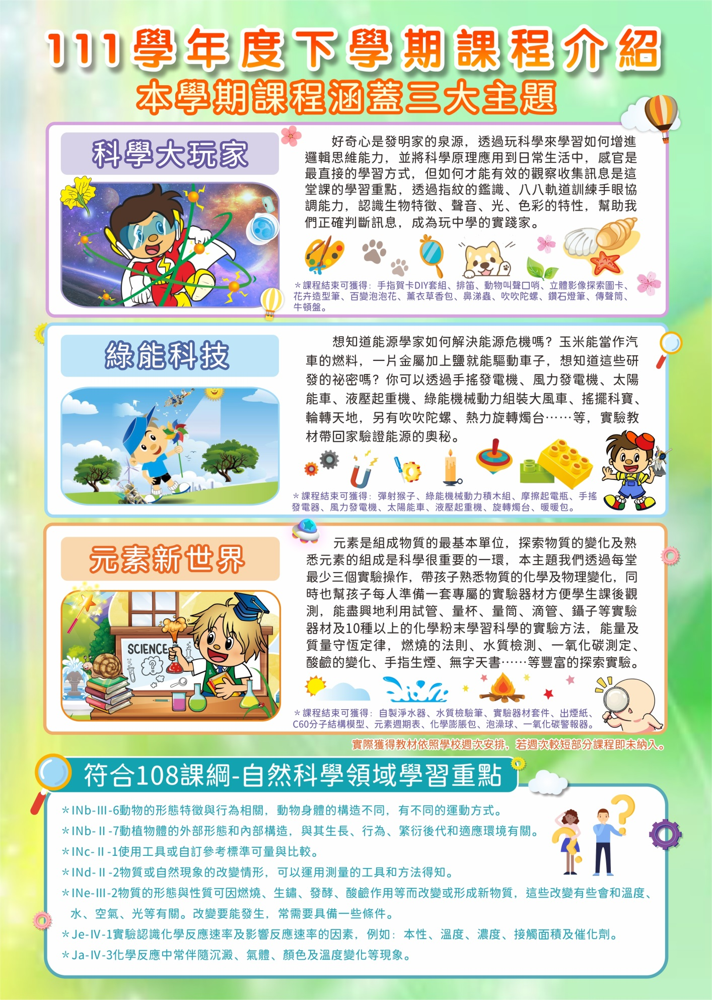 111學年度下學期課程介紹
本學期課程涵蓋三大主題
科學大玩家
好奇心是發明家的泉源，透過玩科學來學習如何增進
邏輯思維能力，並將科學原理應用到日常生活中，感官是
最直接的學習方式，但如何才能有效的觀察收集訊息是這
堂課的學習重點，透過指紋的鑑識、八八軌道訓練手眼協
調能力，認識生物特徵、聲音、光、色彩的特性，幫助我
們正確判斷訊息，成為玩中學的實踐家。
＊課程結束可獲得：手指賀卡DIY套組、排笛、動物叫聲口哨、立體影像探索圖卡、
花卉造型筆、百變泡泡花、薰衣草香包、鼻涕蟲、吹吹陀螺、鑽石燈筆、傳聲筒、
牛頓盤。
綠能科技
想知道能源學家如何解決能源危機嗎？玉米能當作汽
車的燃料，一片金屬加上鹽就能驅動車子，想知道這些研
發的祕密嗎？你可以透過手搖發電機、風力發電機、太陽
能車、液壓起重機、綠能機械動力組裝大風車、搖擺科寶、
輪轉天地，另有吹吹陀螺、熱力旋轉燭台……等，實驗教
材帶回家驗證能源的奧秘。
＊課程結束可獲得：彈射猴子、綠能機械動力積木組、摩擦起電瓶、手搖
發電器、風力發電機、太陽能車、液壓起重機、旋轉燭台、暖暖包。
元素新世界
元素是組成物質的最基本單位，探索物質的變化及熟
悉元素的組成是科學很重要的一環，本主題我們透過每堂
最少三個實驗操作，帶孩子熟悉物質的化學及物理變化，同
時也幫孩子每人準備一套專屬的實驗器材方便學生課後觀
測，能盡興地利用試管、量杯、量筒、滴管、鑷子等實驗
器材及10種以上的化學粉末學習科學的實驗方法，能量及
質量守恆定律，燃燒的法則、水質檢測、一氧化碳測定、
酸鹼的變化、手指生煙、無字天書……等豐富的探索實驗。
SCIENCE
＊課程結束可獲得：自製淨水器、水質檢驗筆、實驗器材套件、出煙紙、
C60分子結構模型、元素週期表、化學膨脹包、泡澡球、一氧化碳警報器。
實際獲得教材依照學校週次安排，若週次較短部分課程即未納入。
符合108課綱-自然科學領域學習重點
＊INb-Ⅲ-6動物的形態特徵與行為相關，動物身體的構造不同，有不同的運動方式。
＊INb-Ⅱ-7動植物體的外部形態和內部構造，與其生長、行為、繁衍後代和適應環境有關。
＊INc-Ⅱ-1使用工具或自訂參考標準可量與比較。
＊INd-Ⅱ-2物質或自然現象的改變情形，可以運用測量的工具和方法得知。
＊INe-Ⅲ-2物質的形態與性質可因燃燒、生鏽、發酵、酸鹼作用等而改變或形成新物質，這些改變有些會和溫度、
水、空氣、光等有關。改變要能發生，常需要具備一些條件。
＊Je-Ⅳ-1實驗認識化學反應速率及影響反應速率的因素，例如：本性、溫度、濃度、接觸面積及催化劑。
＊Ja-Ⅳ-3化學反應中常伴隨沉澱、氣體、顏色及溫度變化等現象。